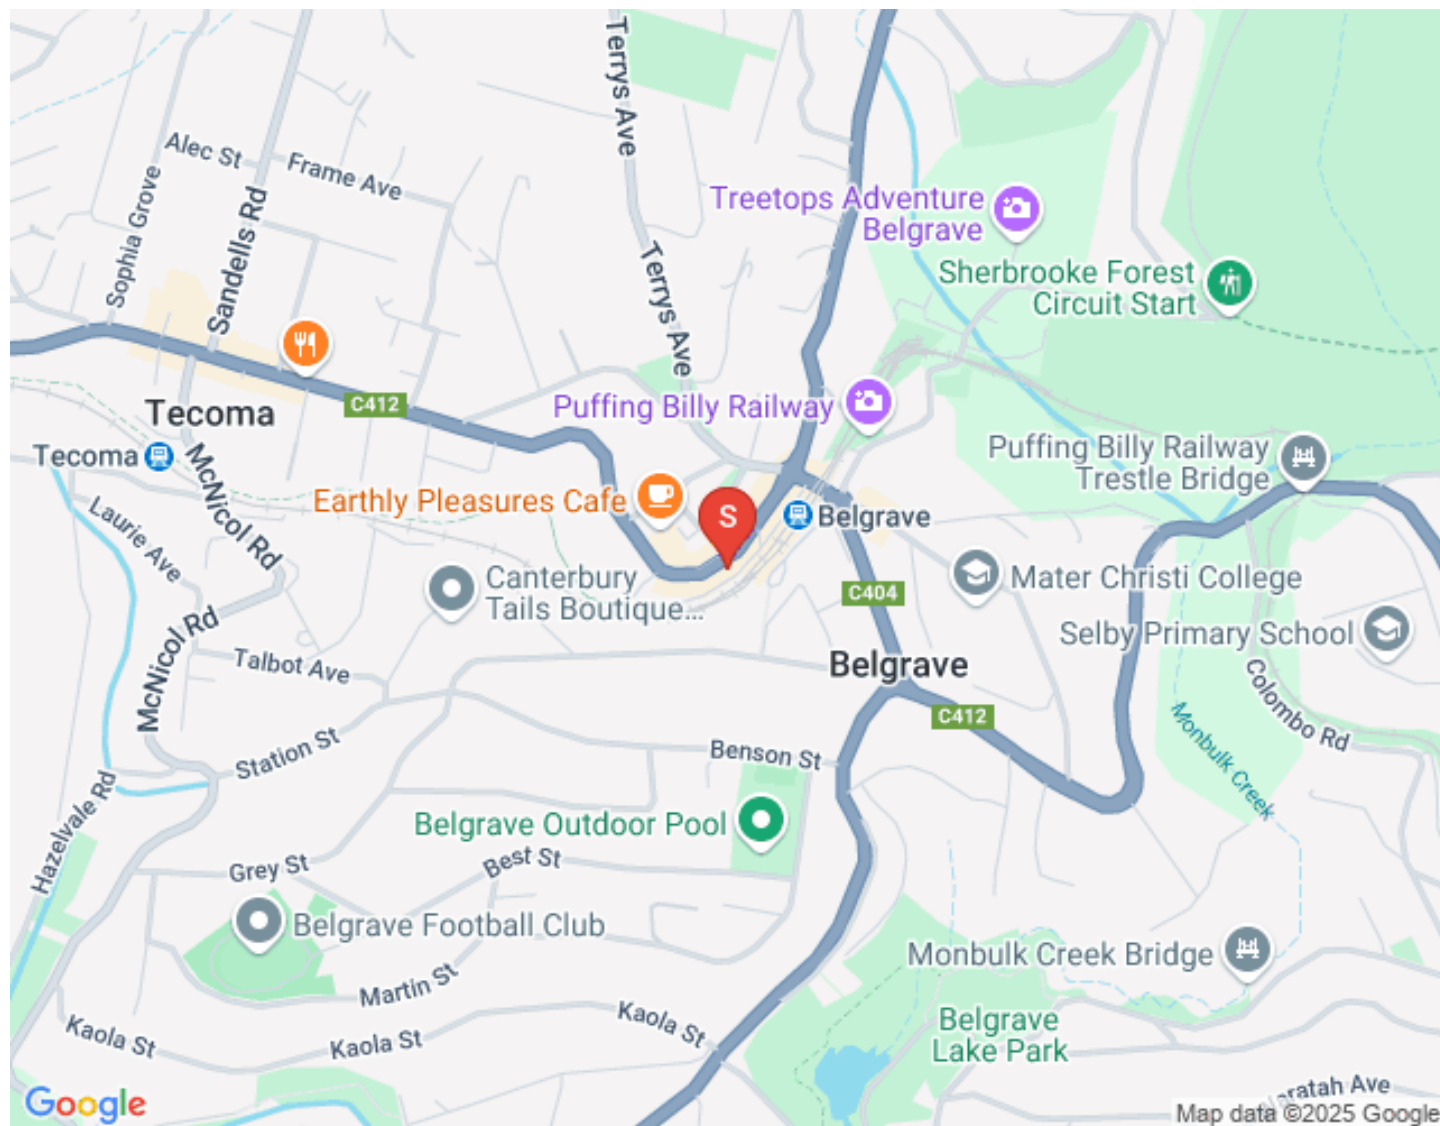 Terrys Ave
Alec St
Frame Ave
Sophia Grove
Sandells Rd
Treetops Adventure
Belgrave
Terrys Ave
Sherbrooke Forest
Circuit Start
C412
Tecoma
Puffing Billy Railway
Tecoma
McNicol Rd
Puffing Billy Railway
Trestle Bridge
Earthly Pleasures Cafe
S
Belgrave
Laurie Ave
Canterbury
Tails Boutique...
C404
Mater Christi College
Selby Primary School
McNicol Rd
Talbot Ave
Belgrave
C412
Colombo Rd
Monbulk Creek
Station St
Benson St
Hazelvale Rd
Belgrave Outdoor Pool
Grey St
Best St
Belgrave Football Club
Monbulk Creek Bridge
Martin St
Kaola St
Kaola St
Kaola St
Belgrave
Lake Park
Ave
Google
Map data ©2025 Google